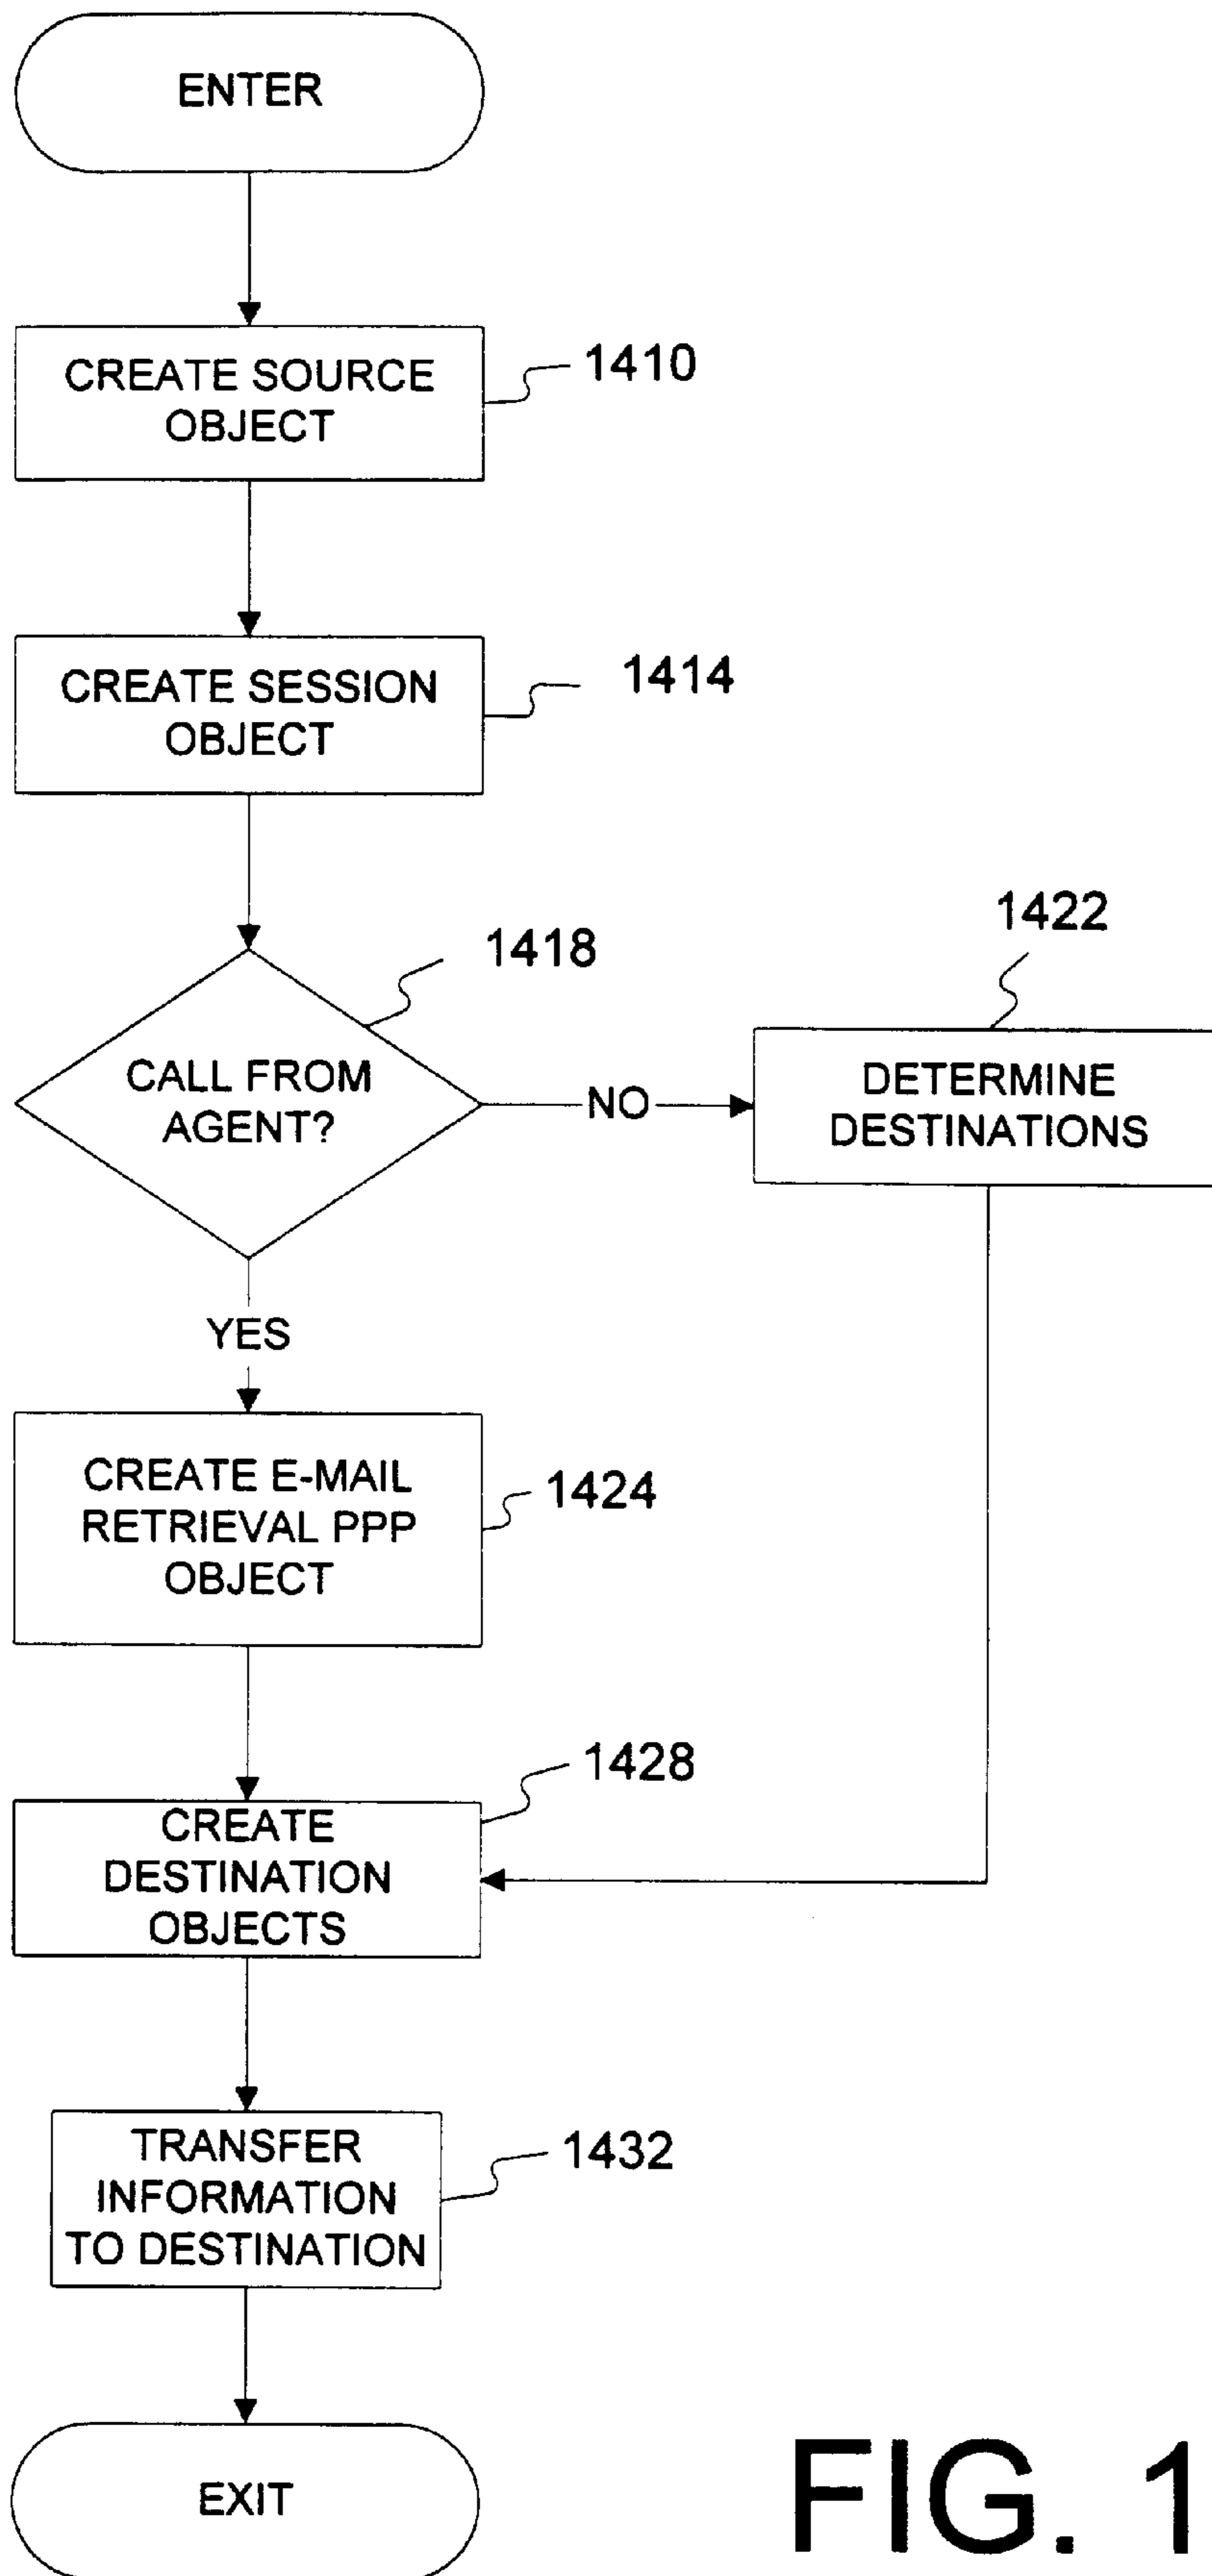 ENTER
CREATE SOURCE
OBJECT
1410
CREATE SESSION
OBJECT
1414
CALL FROM
AGENT?
1418
NO
1422
DETERMINE
DESTINATIONS
YES
CREATE E-MAIL
RETRIEVAL PPP
OBJECT
1424
CREATE
DESTINATION
OBJECTS
1428
TRANSFER
INFORMATION
TO DESTINATION
1432
EXIT
FIG. 1